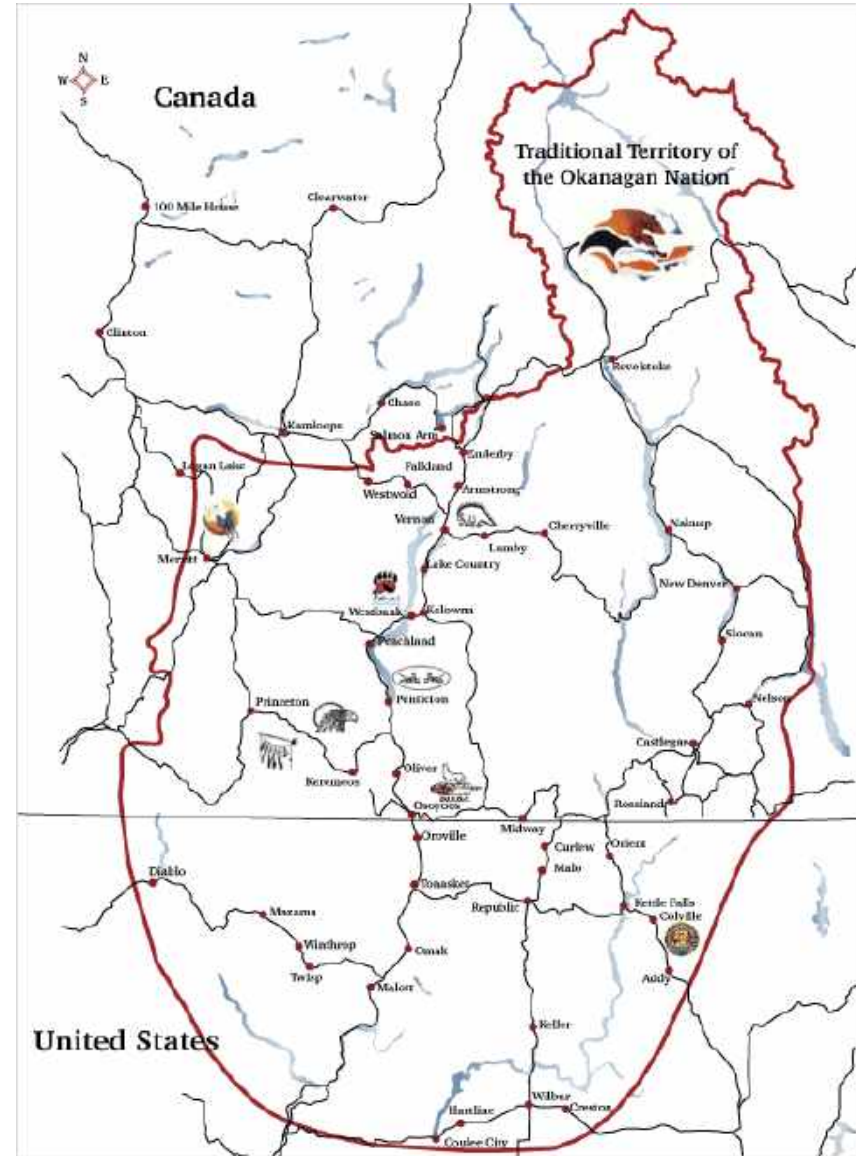 N
W E
S
Canada
Traditional Territory of
the Okanagan Nation
100 Mile House
Clearwater
Clinton
Revelstoke
Chase
Kamloops
Salmon Arm
Enderby
Logan Lake
Falkland
Westwold
Armstrong
Vernon
Cherryville
Nakusp
Lumby
Merritt
Lake Country
New Denver
Westbank
Kelowna
Slocan
Peachland
Penticton
Nelson
Princeton
Castlegar
Oliver
Keremeos
Rossland
Osoyoos
Midway
Oroville
Curlew
Orient
Malo
Diablo
Tonasket
Republic
Kettle Falls
Colville
Mazama
Winthrop
Omak
Twisp
Addy
Malott
Keller
United States
Wilbur
Creston
Hartline
Coulee City